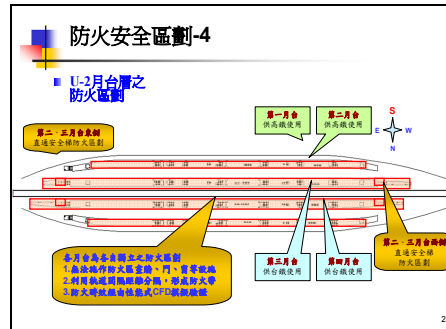 防火安全區劃-4
U-2月台層之
防火區劃
第一月台
供高鐵使用
第二月台
供高鐵使用
S
E
W
N
第二、三月台東側
直通安全梯防火區劃
各月台為各自獨立之防火區劃
1.無法施作防火區畫牆、門、窗等設施
2.利用軌道間隔距離分隔，形成防火帶
3.防火時效經由性能式CFD模擬驗證
第三月台
供台鐵使用
第四月台
供台鐵使用
第二、三月台西側
直通安全梯
防火區劃
2